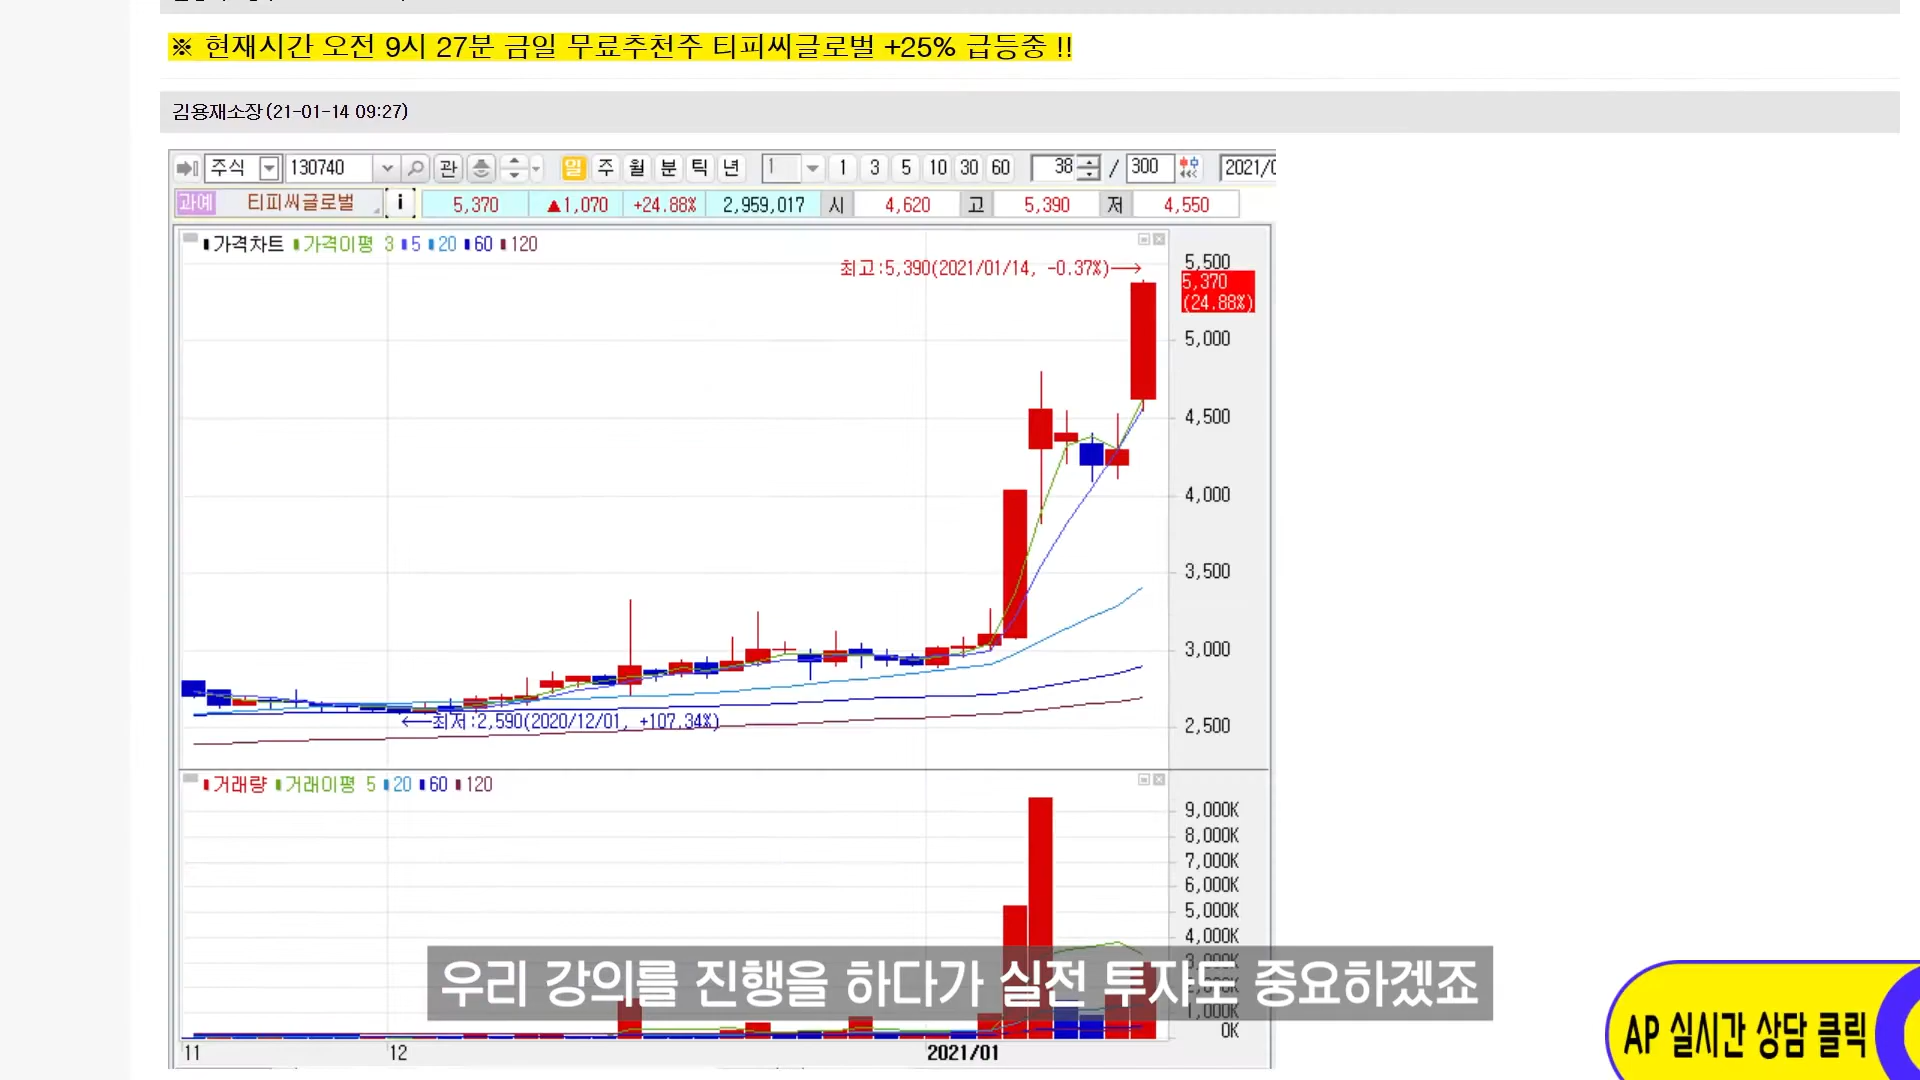 ※ 현재시간 오전 9시 27분 금일 무료추천주 티피씨글로벌 +25% 급등중 !!
김용재소장(21-01-14 09:27)
주식 130740 관 일 주 월 분 틱 년 1 1 3 5 10 30 60 38 / 300 2021/0
과예 티피씨글로벌 i 5,370 ▲1,070 +24.88% 2,959,017 시 4,620 고 5,390 저 4,550
가격차트 가격이평 3 5 20 60 120
최고:5,390(2021/01/14, -0.37%)→
5,500
5,370
(24.88%)
5,000
4,500
4,000
3,500
3,000
2,500
←최저:2,590(2020/12/01, +107.34%)
거래량 거래이평 5 20 60 120
9,000K
8,000K
7,000K
6,000K
5,000K
4,000K
3,000K
2,000K
1,000K
0K
우리 강의를 진행을 하다가 실전 투자도 중요하겠죠
11 12 2021/01
AP 실시간 상담 클릭